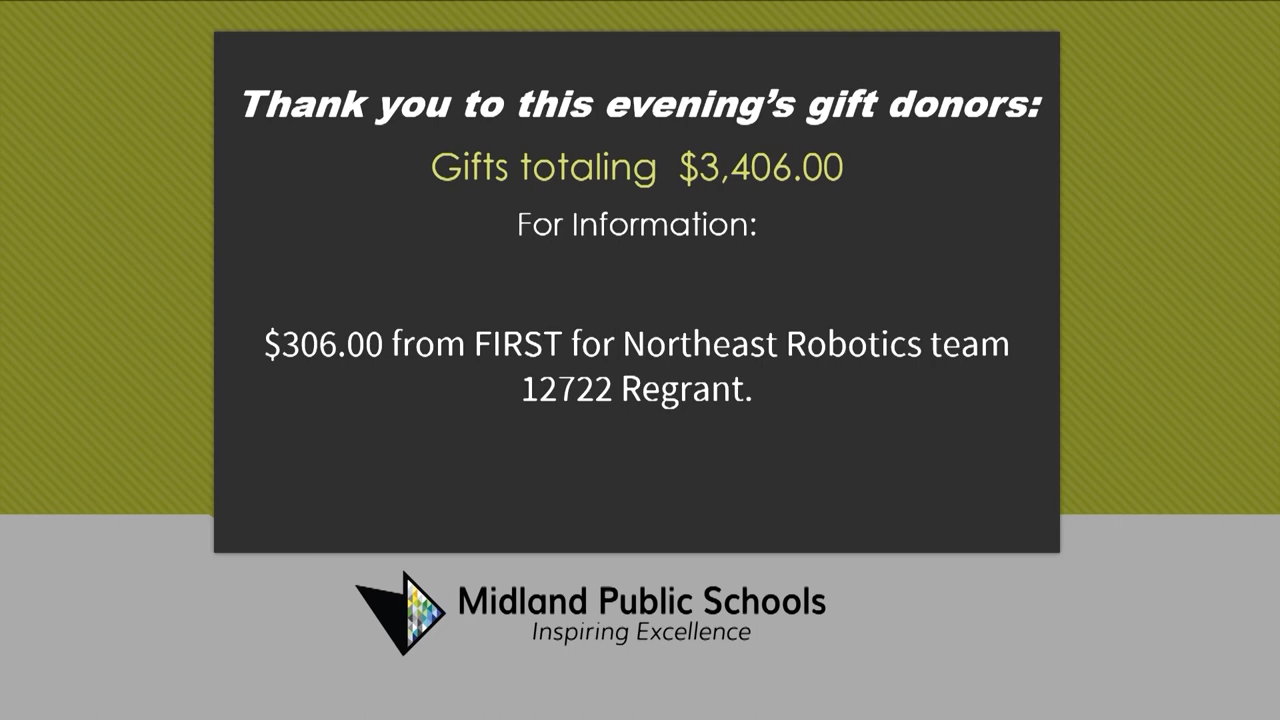 Thank you to this evening’s gift donors:
Gifts totaling $3,406.00
For Information:
$306.00 from FIRST for Northeast Robotics team
12722 Regrant.
Midland Public Schools
Inspiring Excellence